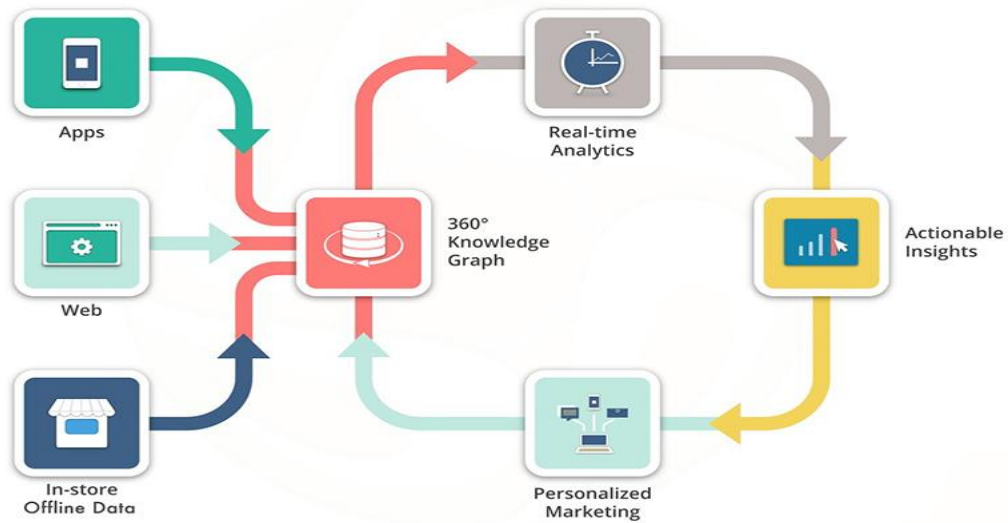 Apps
Real-time
Analytics
360°
Knowledge
Graph
Actionable
Insights
Web
In-store
Offline Data
Personalized
Marketing